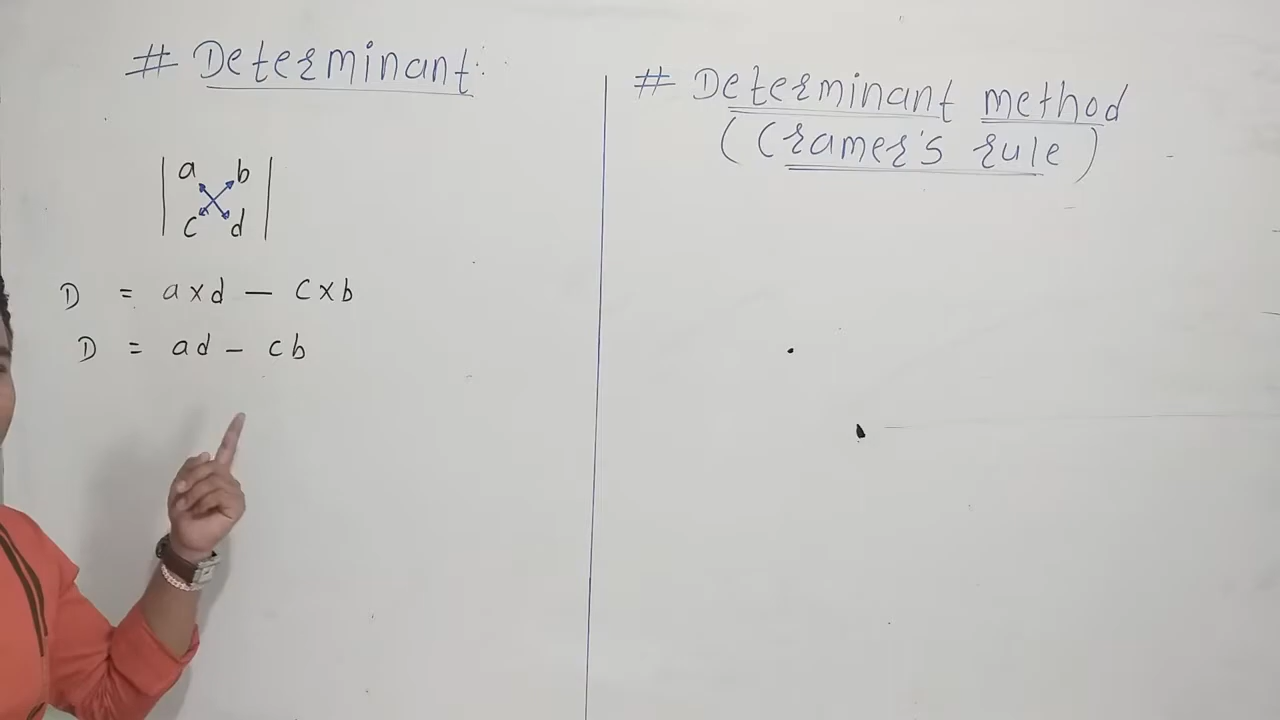 # Determinant:
a b
c d
D = a x d — c x b
D = ad - cb
# Determinant method
(Cramer's rule)